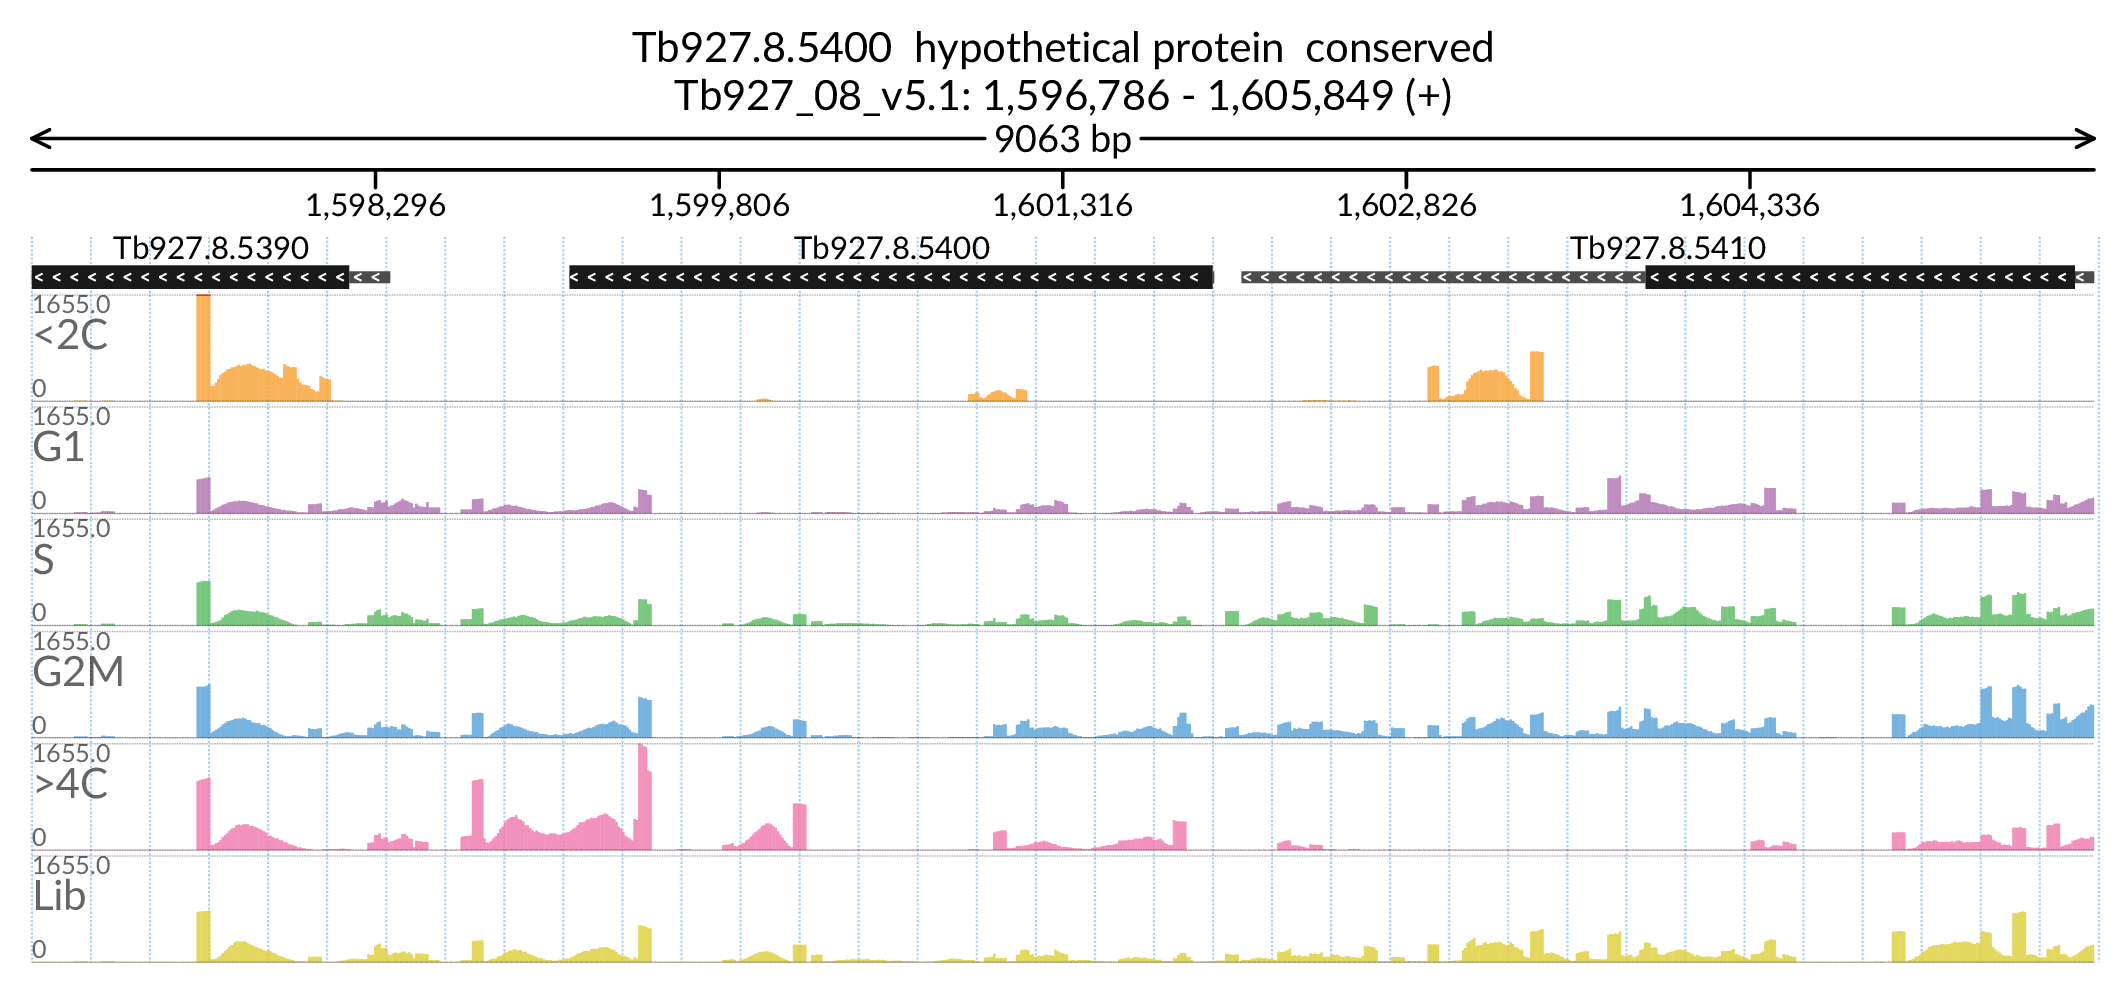 Tb927.8.5400  hypothetical protein  conserved
Tb927_08_v5.1: 1,596,786 - 1,605,849 (+)
9063 bp
1,598,296 1,599,806 1,601,316 1,602,826 1,604,336
Tb927.8.5390 Tb927.8.5400 Tb927.8.5410
1655.0
<2C
0
1655.0
G1
0
1655.0
S
0
1655.0
G2M
0
1655.0
>4C
0
1655.0
Lib
0